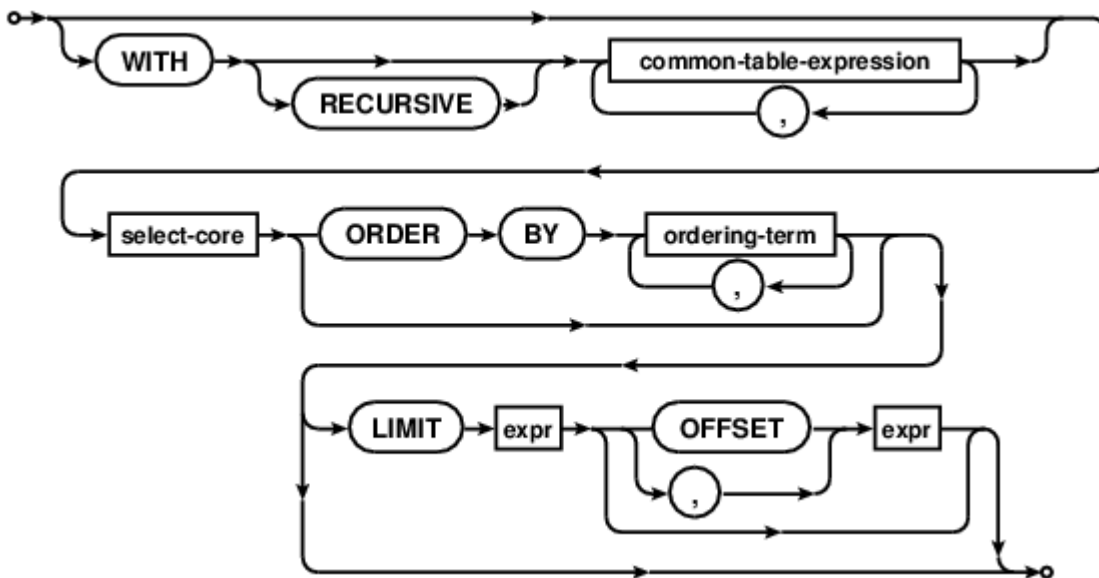 WITH
RECURSIVE
common-table-expression
,
select-core
ORDER
BY
ordering-term
,
LIMIT
expr
OFFSET
,
expr